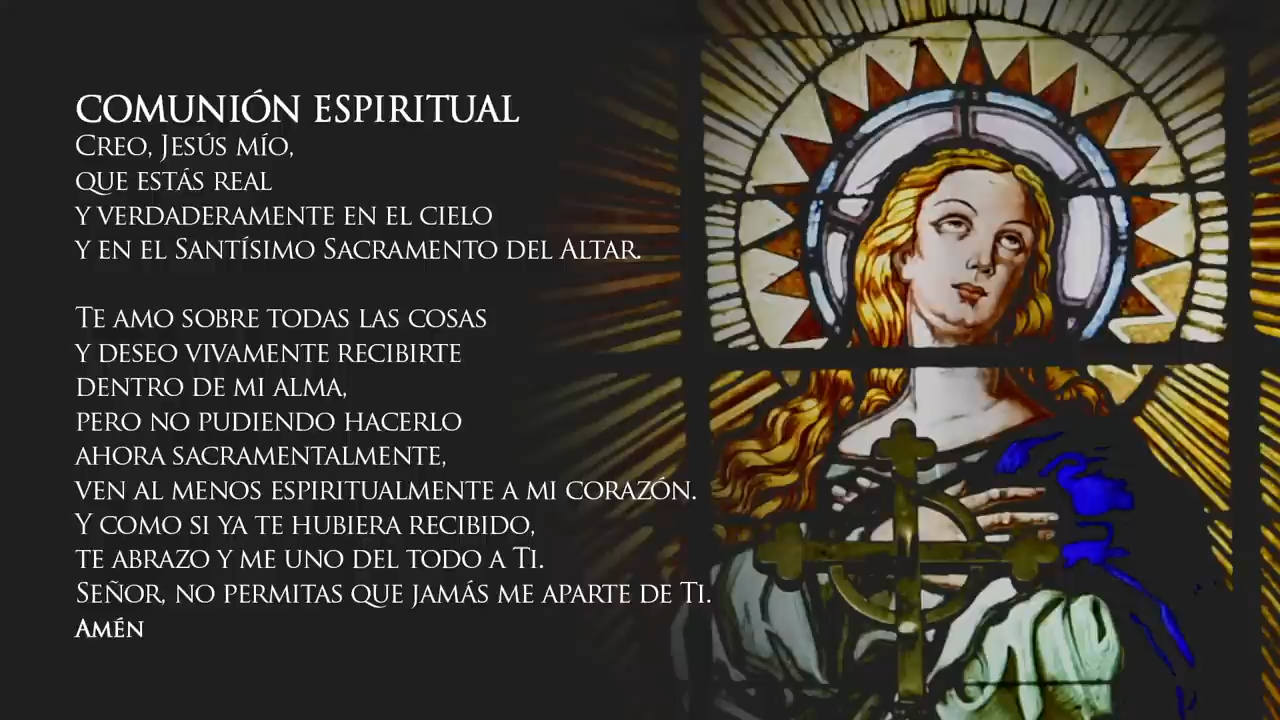 COMUNIÓN ESPIRITUAL
CREO, JESÚS MÍO,
QUE ESTÁS REAL
Y VERDADERAMENTE EN EL CIELO
Y EN EL SANTÍSIMO SACRAMENTO DEL ALTAR.
TE AMO SOBRE TODAS LAS COSAS
Y DESEO VIVAMENTE RECIBIRTE
DENTRO DE MI ALMA,
PERO NO PUDIENDO HACERLO
AHORA SACRAMENTALMENTE,
VEN AL MENOS ESPIRITUALMENTE A MI CORAZÓN.
Y COMO SI YA TE HUBIERA RECIBIDO,
TE ABRAZO Y ME UNO DEL TODO A TI.
SEÑOR, NO PERMITAS QUE JAMÁS ME APARTE DE TI.
AMÉN